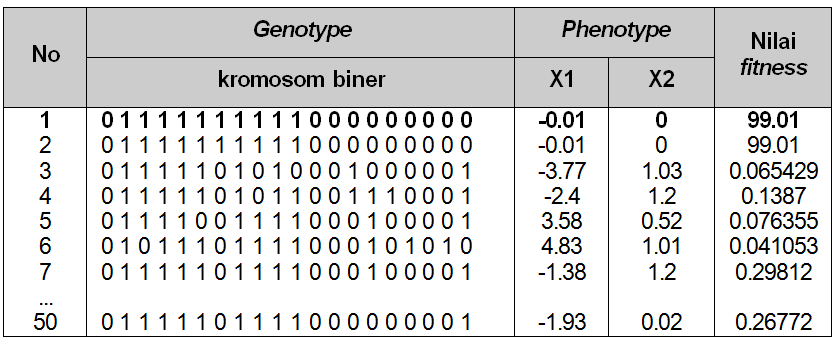 No Genotype Phenotype Nilai fitness
kromosom biner X1 X2
1 0 1 1 1 1 1 1 1 1 1 1 0 0 0 0 0 0 0 0 0 -0.01 0 99.01
2 0 1 1 1 1 1 1 1 1 1 1 0 0 0 0 0 0 0 0 0 -0.01 0 99.01
3 0 1 1 1 1 1 0 1 0 1 0 0 0 1 0 0 0 0 0 1 -3.77 1.03 0.065429
4 0 1 1 1 1 1 0 1 0 1 1 0 0 1 1 1 0 0 0 1 -2.4 1.2 0.1387
5 0 1 1 1 1 0 0 1 1 1 1 0 0 0 1 0 0 0 0 1 3.58 0.52 0.076355
6 0 1 0 1 1 1 0 1 1 1 1 0 0 0 1 0 1 0 1 0 4.83 1.01 0.041053
7 0 1 1 1 1 1 0 1 1 1 1 0 0 0 1 0 0 0 0 1 -1.38 1.2 0.29812
...
50 0 1 1 1 1 1 0 1 1 1 1 0 0 0 0 0 0 0 0 1 -1.93 0.02 0.26772